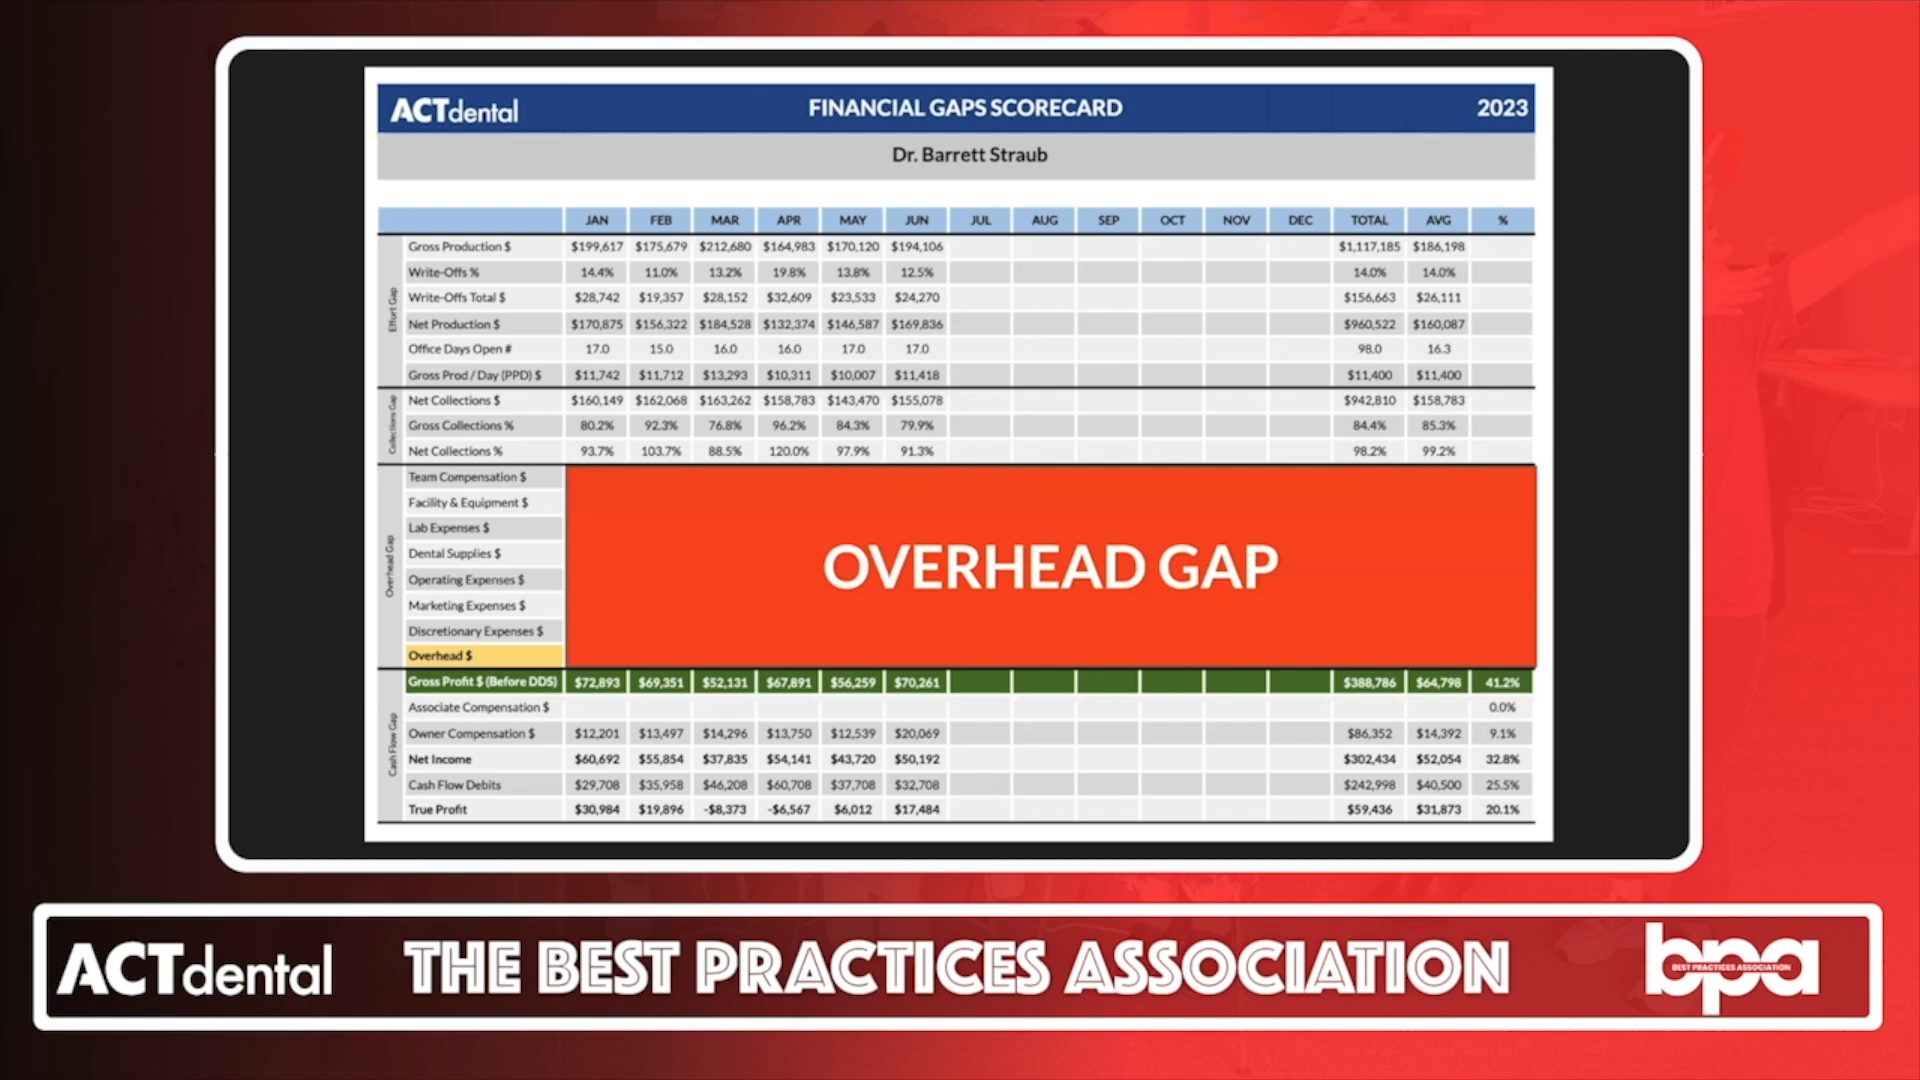 ACTdental FINANCIAL GAPS SCORECARD 2023
Dr. Barrett Straub
JAN FEB MAR APR MAY JUN JUL AUG SEP OCT NOV DEC TOTAL AVG %
Effort Gap
Gross Production $ $199,617 $175,679 $212,680 $164,983 $170,120 $194,106 $1,117,185 $186,198
Write-Offs % 14.4% 11.0% 13.2% 19.8% 13.8% 12.5% 14.0% 14.0%
Write-Offs Total $ $28,742 $19,357 $28,152 $32,609 $23,533 $24,270 $156,663 $26,111
Net Production $ $170,875 $156,322 $184,528 $132,374 $146,587 $169,836 $960,522 $160,087
Office Days Open # 17.0 15.0 16.0 16.0 17.0 17.0 98.0 16.3
Gross Prod / Day (PPD) $ $11,742 $11,712 $13,293 $10,311 $10,007 $11,418 $11,400 $11,400
Collections Gap
Net Collections $ $160,149 $162,068 $163,262 $158,783 $143,470 $155,078 $942,810 $158,783
Gross Collections % 80.2% 92.3% 76.8% 96.2% 84.3% 79.9% 84.4% 85.3%
Net Collections % 93.7% 103.7% 88.5% 120.0% 97.9% 91.3% 98.2% 99.2%
Overhead Gap
Team Compensation $
Facility & Equipment $
Lab Expenses $
Dental Supplies $
Operating Expenses $
Marketing Expenses $
Discretionary Expenses $
Overhead $
OVERHEAD GAP
Cash Flow Gap
Gross Profit $ (Before DDS) $72,893 $69,351 $52,131 $67,891 $56,259 $70,261 $388,786 $64,798 41.2%
Associate Compensation $ 0.0%
Owner Compensation $ $12,201 $13,497 $14,296 $13,750 $12,539 $20,069 $86,352 $14,392 9.1%
Net Income $60,692 $55,854 $37,835 $54,141 $43,720 $50,192 $302,434 $52,054 32.8%
Cash Flow Debits $29,708 $35,958 $46,208 $60,708 $37,708 $32,708 $242,998 $40,500 25.5%
True Profit $30,984 $19,896 -$8,373 -$6,567 $6,012 $17,484 $59,436 $31,873 20.1%
ACTdental THE BEST PRACTICES ASSOCIATION bpa
BEST PRACTICES ASSOCIATION